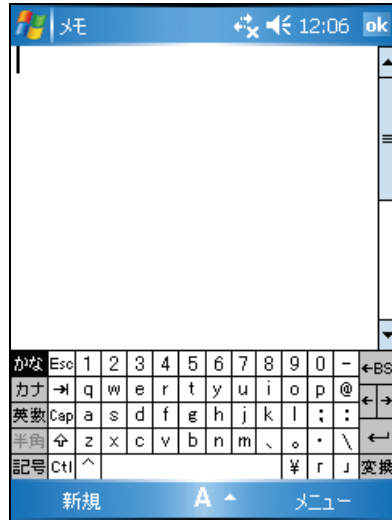 メモ 12:06 ok
かな Esc 1 2 3 4 5 6 7 8 9 0 - ←BS
カナ →| q w e r t y u i o p @ ← →
英数 Cap a s d f g h j k l ; :
半角 z x c v b n m 、 。 ・ \ ↵
記号 Ctl ^ ¥ 「 」 変換
新規 A メニュー